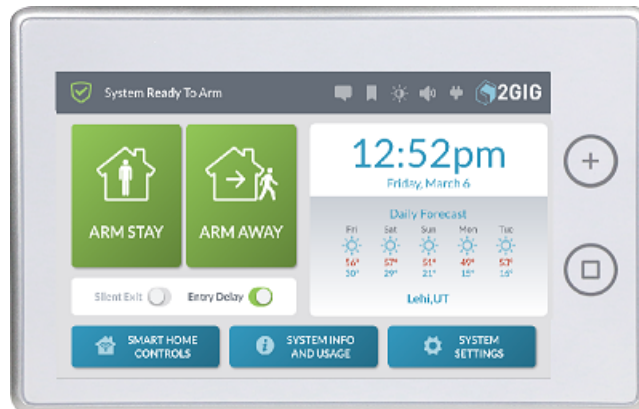 System Ready To Arm
2GIG
ARM STAY
ARM AWAY
12:52pm
Friday, March 6
Daily Forecast
Fri Sat Sun Mon Tue
56° 57° 51° 49° 53°
30° 29° 21° 15° 16°
Lehi,UT
Silent Exit
Entry Delay
SMART HOME
CONTROLS
SYSTEM INFO
AND USAGE
SYSTEM
SETTINGS